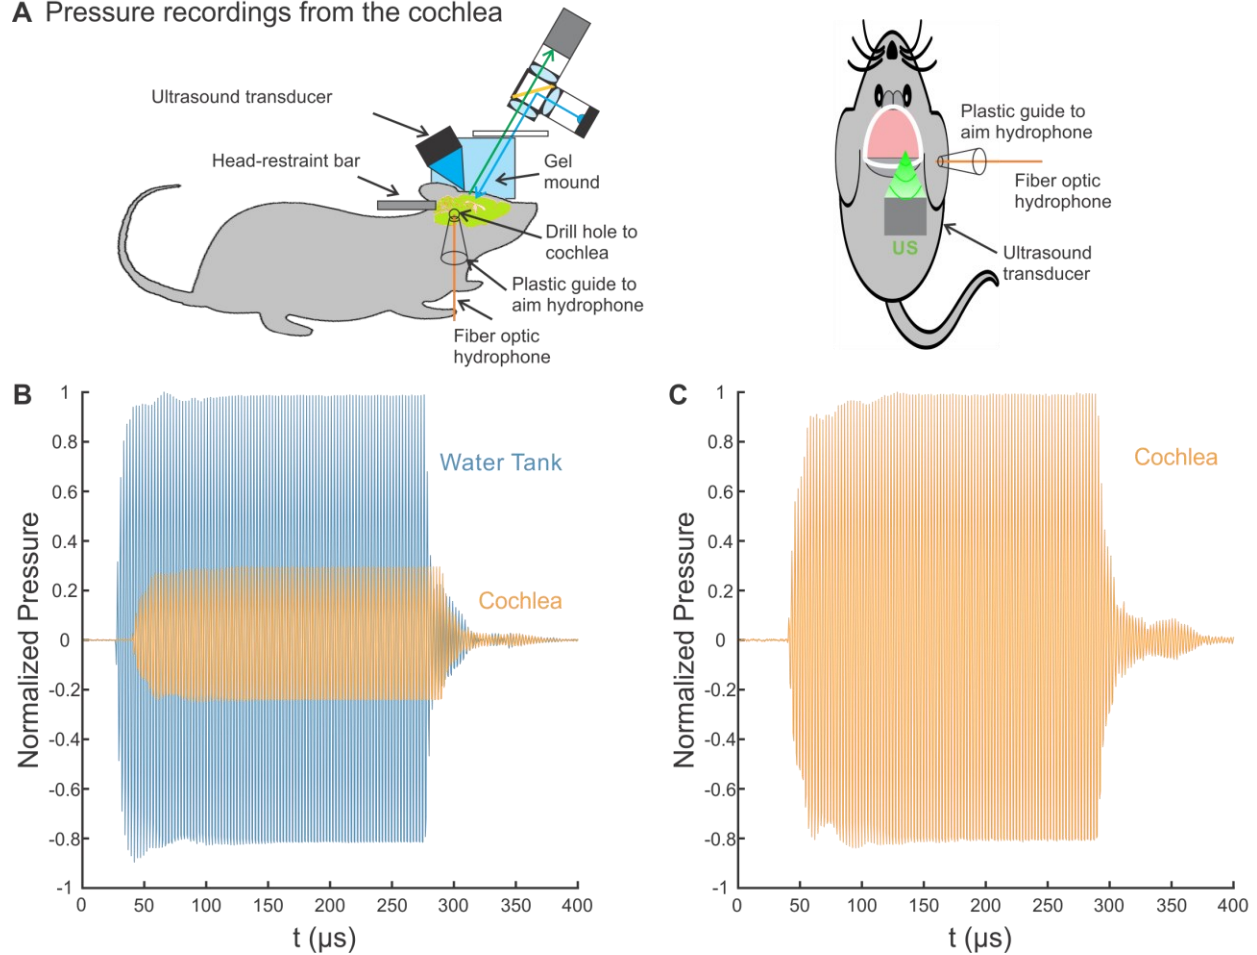 A Pressure recordings from the cochlea
Ultrasound transducer
Head-restraint bar
Gel
mound
Drill hole to
cochlea
Plastic guide to
aim hydrophone
Fiber optic
hydrophone
Plastic guide to
aim hydrophone
Fiber optic
hydrophone
Ultrasound
transducer
US
B
Normalized Pressure
1
0.8
0.6
0.4
0.2
0
-0.2
-0.4
-0.6
-0.8
-1
Water Tank
Cochlea
0 50 100 150 200 250 300 350 400
t (µs)
C
Normalized Pressure
1
0.8
0.6
0.4
0.2
0
-0.2
-0.4
-0.6
-0.8
-1
Cochlea
0 50 100 150 200 250 300 350 400
t (µs)